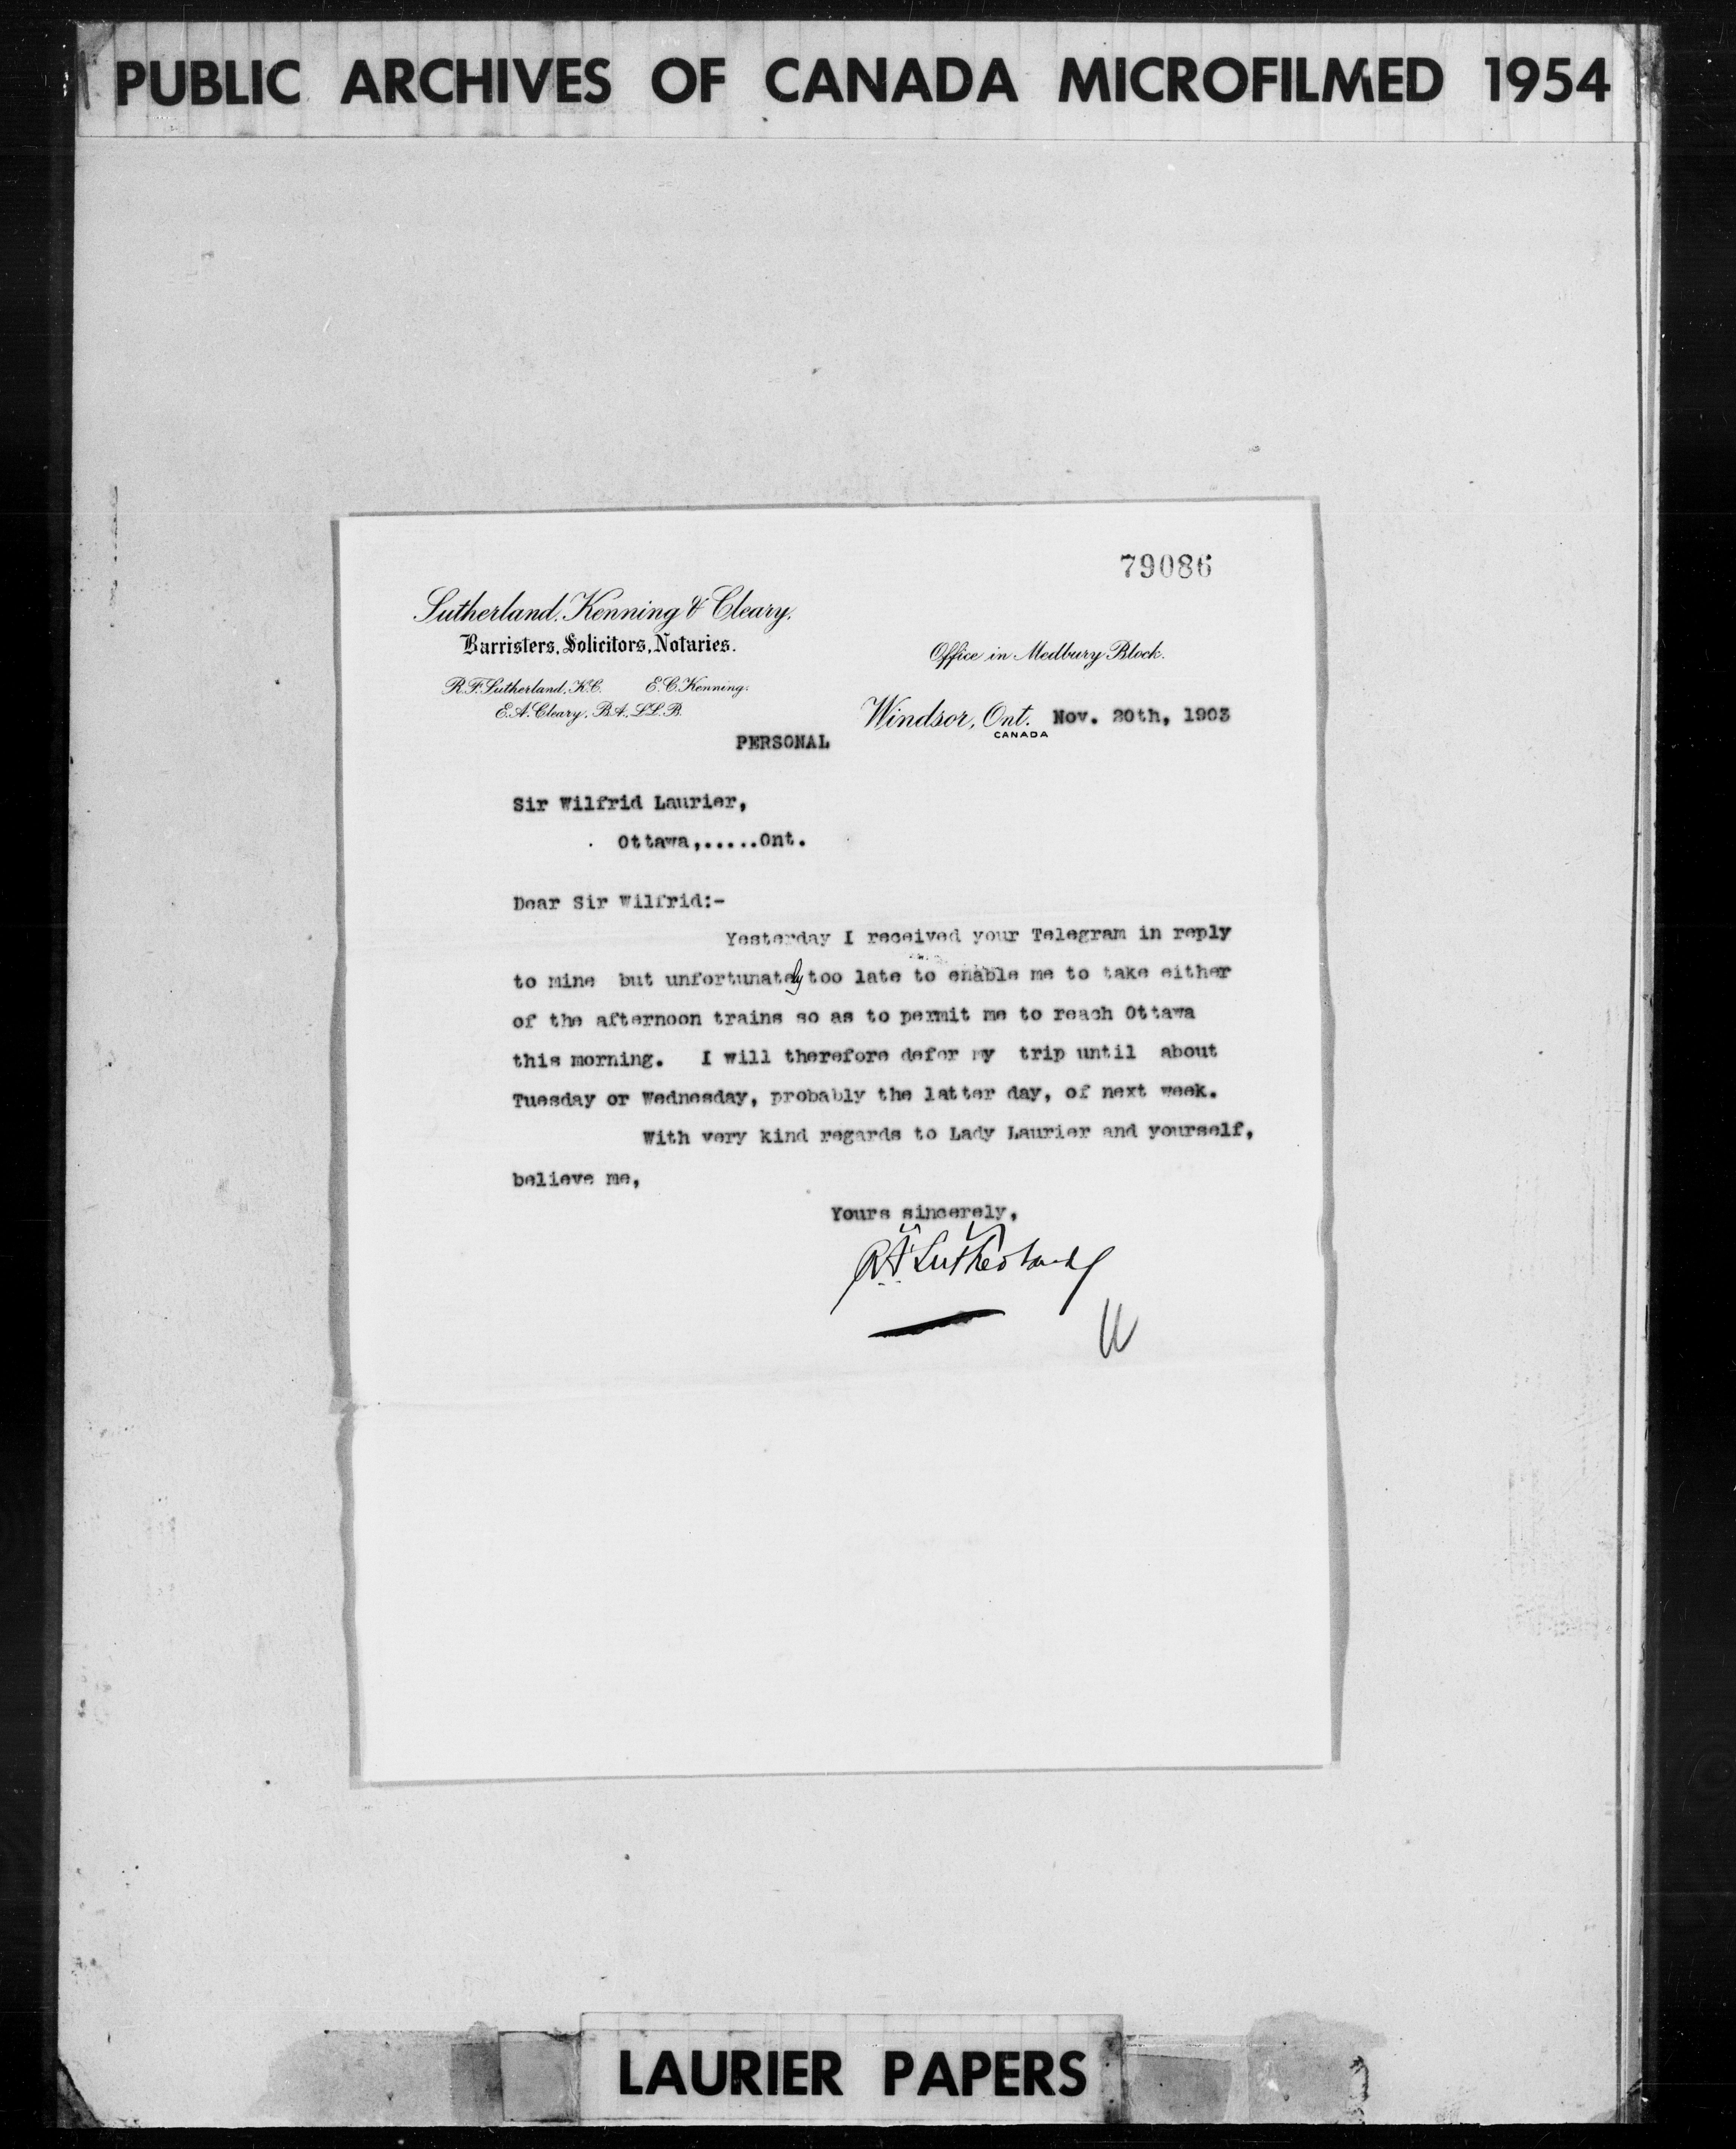 PUBLIC ARCHIVES OF CANADA MICROFILMED 1954
79086
Sutherland, Kenning & Cleary,
Barristers, Solicitors, Notaries.
Office in Medbury Block.
R.F. Sutherland, K.C. E.C. Kenning.
E.A. Cleary, B.A., LL.B.
Windsor, Ont. Nov. 20th, 1903
CANADA
PERSONAL
Sir Wilfrid Laurier,
Ottawa,.....Ont.
Dear Sir Wilfrid:-
Yesterday I received your Telegram in reply
to mine but unfortunately too late to enable me to take either
of the afternoon trains so as to permit me to reach Ottawa
this morning. I will therefore defer my trip until about
Tuesday or Wednesday, probably the latter day, of next week.
With very kind regards to Lady Laurier and yourself,
believe me,
Yours sincerely,
R F Sutherland
LAURIER PAPERS